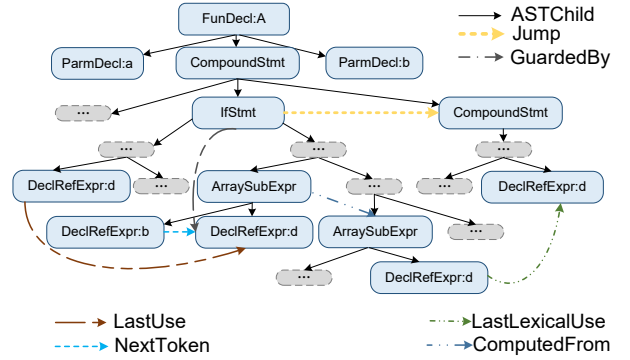 FunDecl:A
ASTChild
Jump
GuardedBy
ParmDecl:a
CompoundStmt
ParmDecl:b
...
IfStmt
CompoundStmt
...
...
...
DeclRefExpr:d
...
ArraySubExpr
...
...
DeclRefExpr:d
DeclRefExpr:b
DeclRefExpr:d
ArraySubExpr
...
...
DeclRefExpr:d
LastUse
LastLexicalUse
NextToken
ComputedFrom